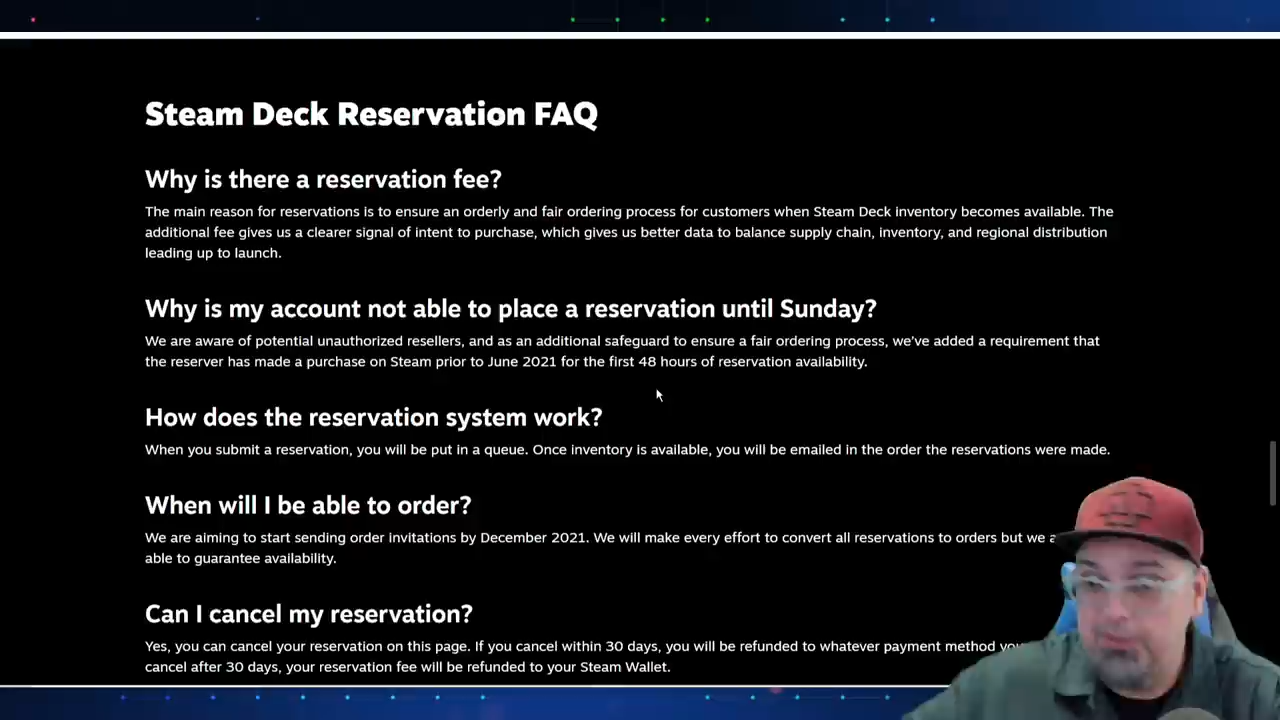 Steam Deck Reservation FAQ
Why is there a reservation fee?
The main reason for reservations is to ensure an orderly and fair ordering process for customers when Steam Deck inventory becomes available. The
additional fee gives us a clearer signal of intent to purchase, which gives us better data to balance supply chain, inventory, and regional distribution
leading up to launch.
Why is my account not able to place a reservation until Sunday?
We are aware of potential unauthorized resellers, and as an additional safeguard to ensure a fair ordering process, we've added a requirement that
the reserver has made a purchase on Steam prior to June 2021 for the first 48 hours of reservation availability.
How does the reservation system work?
When you submit a reservation, you will be put in a queue. Once inventory is available, you will be emailed in the order the reservations were made.
When will I be able to order?
We are aiming to start sending order invitations by December 2021. We will make every effort to convert all reservations to orders but we
able to guarantee availability.
Can I cancel my reservation?
Yes, you can cancel your reservation on this page. If you cancel within 30 days, you will be refunded to whatever payment method
cancel after 30 days, your reservation fee will be refunded to your Steam Wallet.